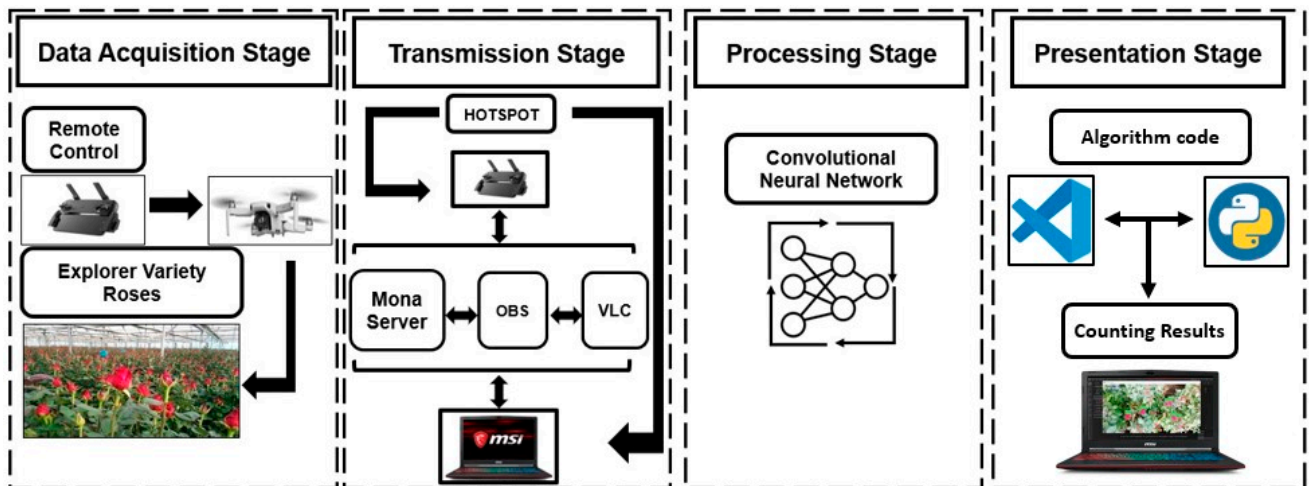 Data Acquisition Stage
Remote
Control
Explorer Variety
Roses
Transmission Stage
HOTSPOT
Mona
Server
OBS
VLC
msi
Processing Stage
Convolutional
Neural Network
Presentation Stage
Algorithm code
Counting Results